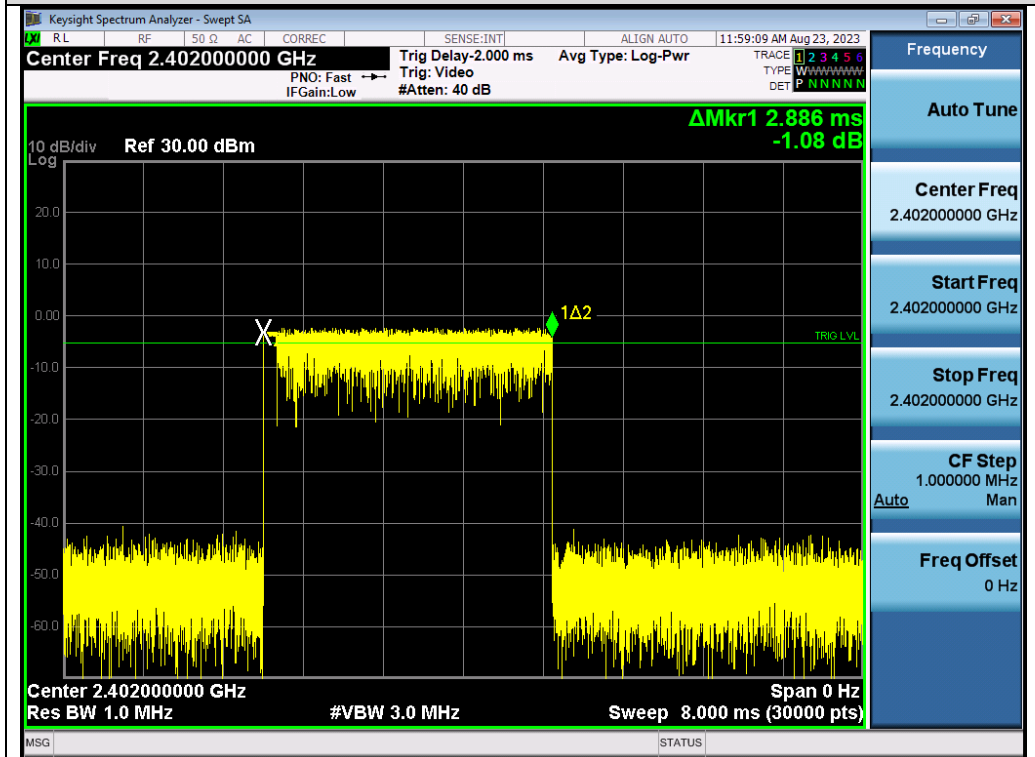 Keysight Spectrum Analyzer - Swept SA
LXI RL RF 50 Ω AC CORREC SENSE:INT ALIGN AUTO 11:59:09 AM Aug 23, 2023
Center Freq 2.402000000 GHz
PNO: Fast
IFGain:Low
Trig Delay-2.000 ms
Trig: Video
#Atten: 40 dB
Avg Type: Log-Pwr
TRACE 1 2 3 4 5 6
TYPE WWWWWW
DET P N N N N N
ΔMkr1 2.886 ms
-1.08 dB
10 dB/div Ref 30.00 dBm
Log
20.0
10.0
0.00
-10.0
-20.0
-30.0
-40.0
-50.0
-60.0
X
1Δ2
TRIG LVL
Center 2.402000000 GHz Span 0 Hz
Res BW 1.0 MHz #VBW 3.0 MHz Sweep 8.000 ms (30000 pts)
MSG STATUS
Frequency
Auto Tune
Center Freq
2.402000000 GHz
Start Freq
2.402000000 GHz
Stop Freq
2.402000000 GHz
CF Step
1.000000 MHz
Auto Man
Freq Offset
0 Hz